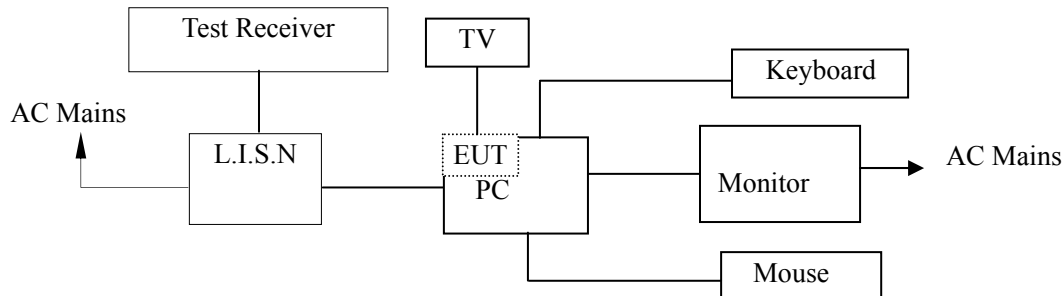 Test Receiver
TV
Keyboard
AC Mains
L.I.S.N
EUT
PC
Monitor
AC Mains
Mouse